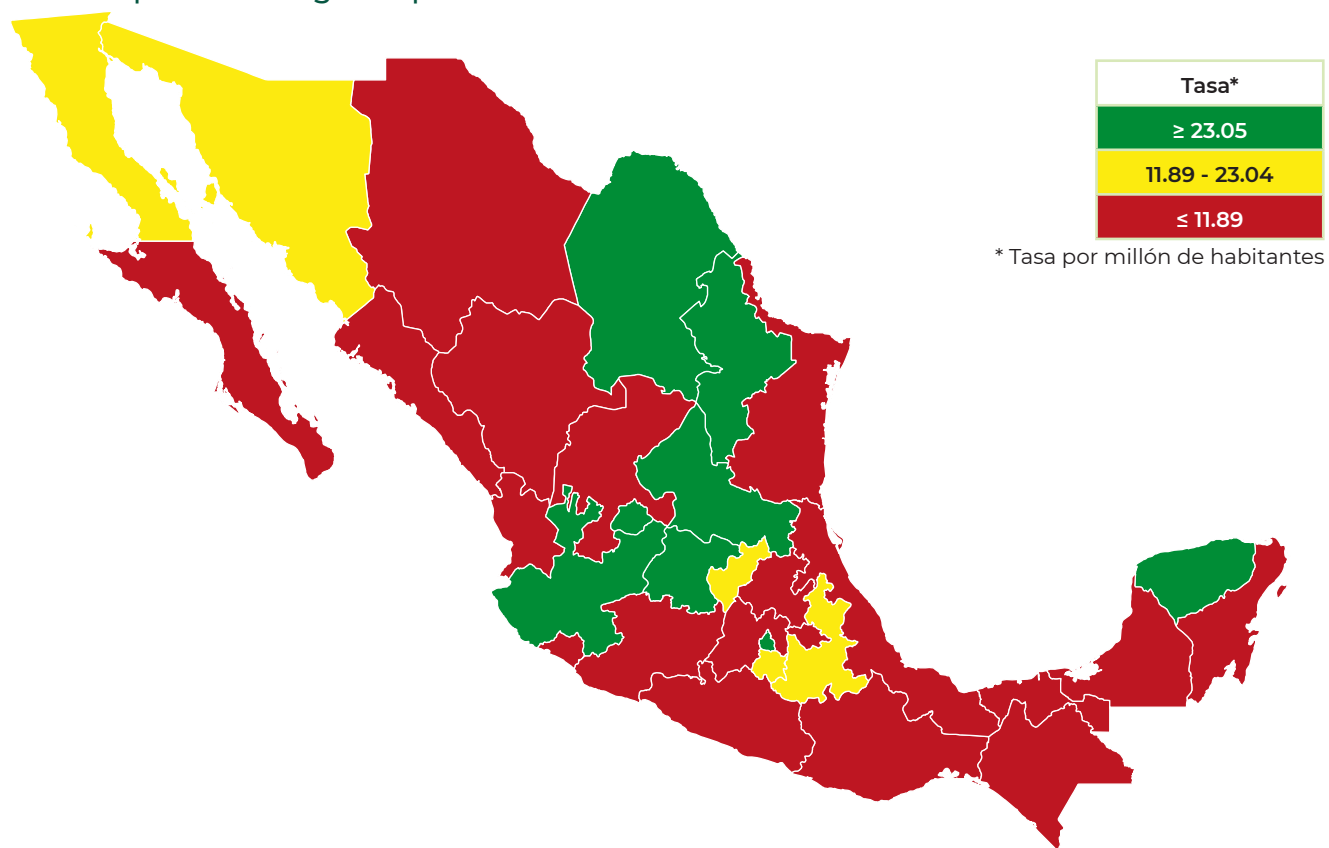 Tasa*
≥ 23.05
11.89 - 23.04
≤ 11.89
* Tasa por millón de habitantes